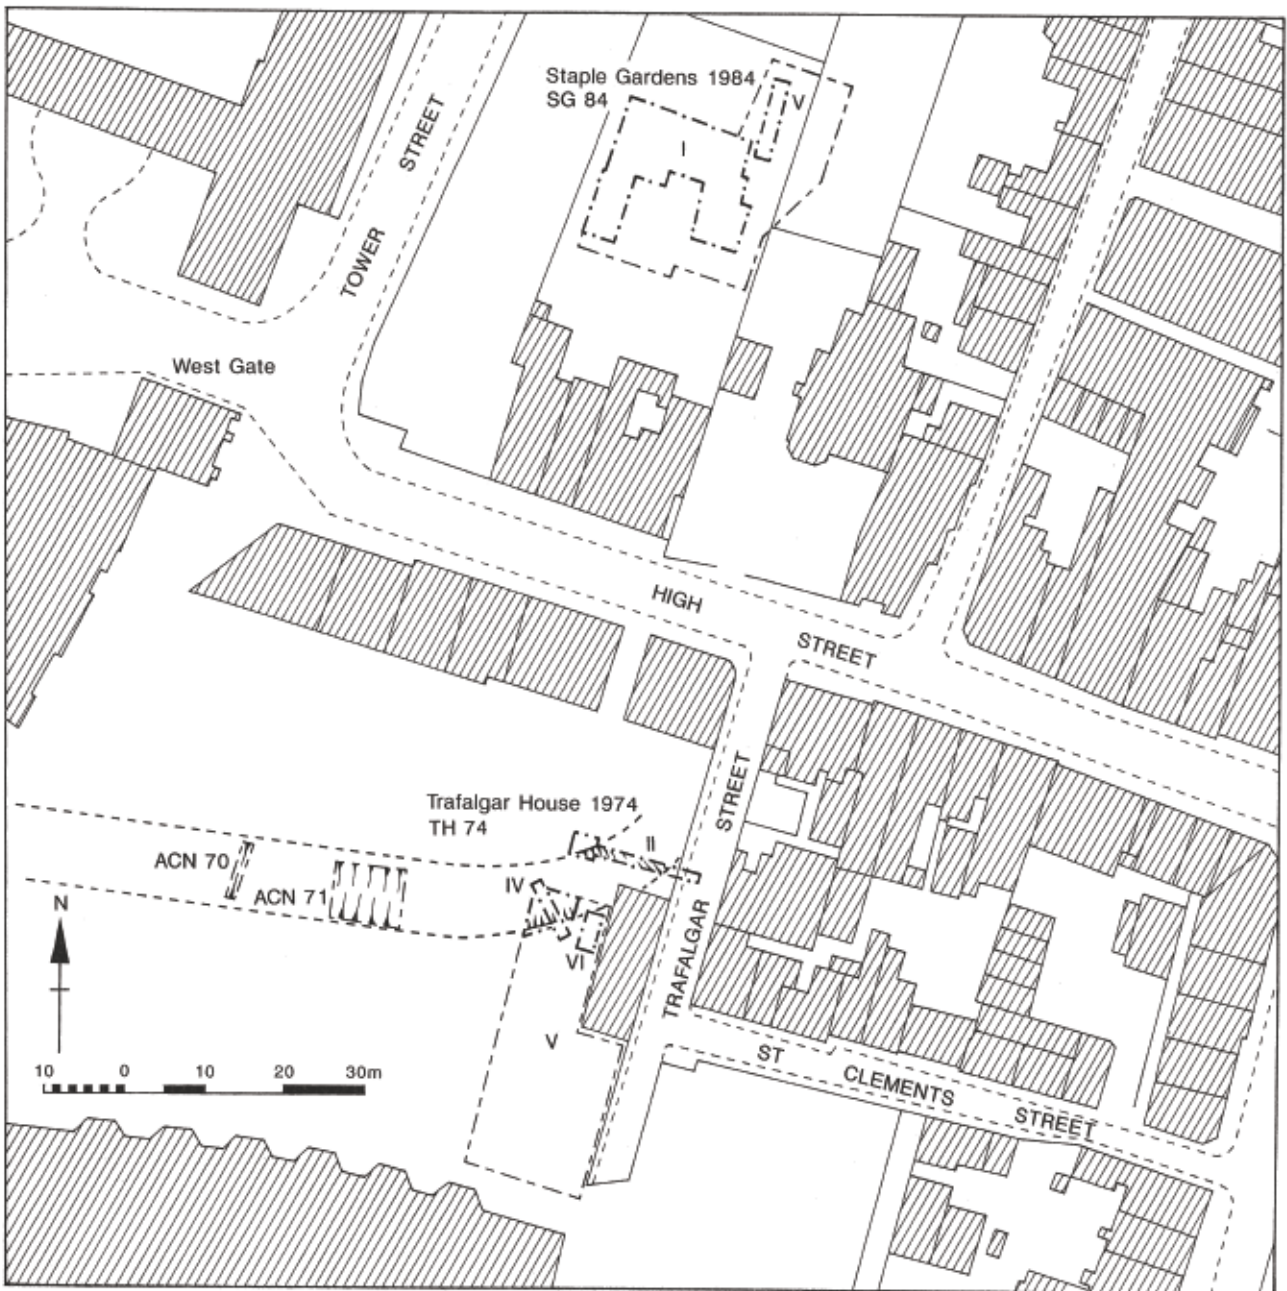 Staple Gardens 1984
SG 84
V
I
TOWER STREET
West Gate
HIGH STREET
Trafalgar House 1974
TH 74
II
ACN 70
ACN 71
IV
VI
V
TRAFALGAR STREET
N
10 0 10 20 30m
ST CLEMENTS STREET